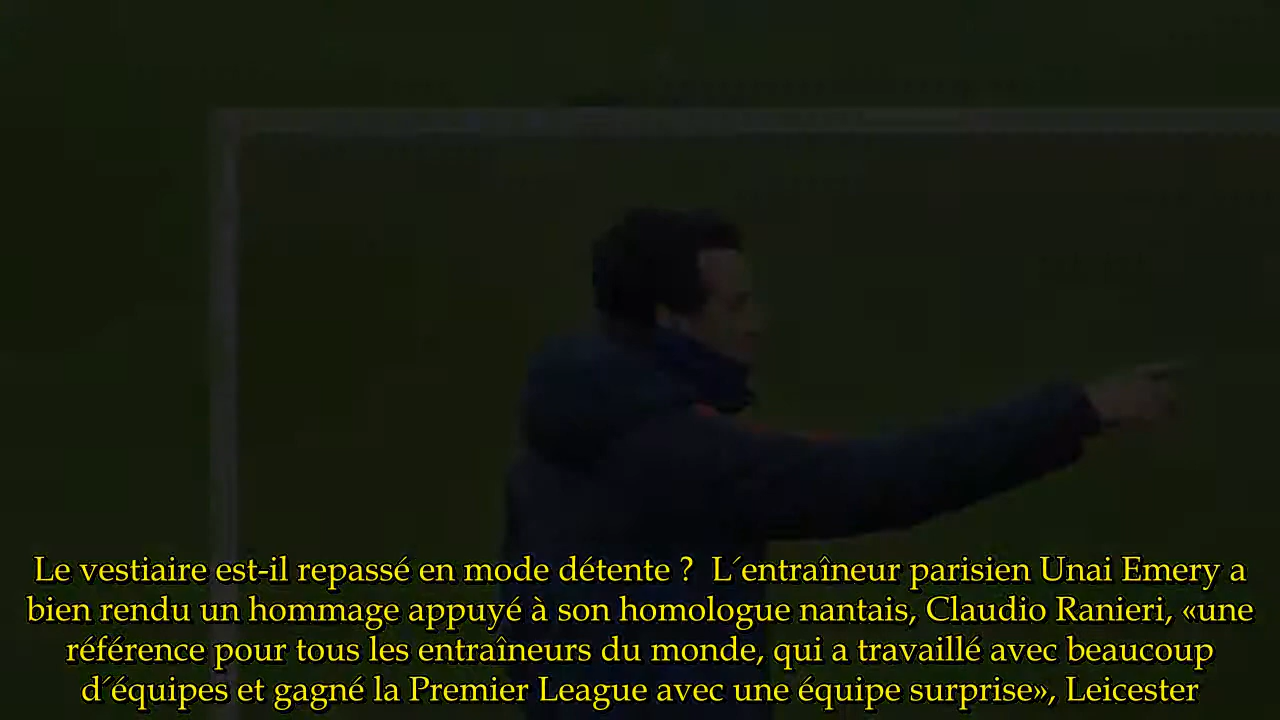 Le vestiaire est-il repassé en mode détente ?  L´entraîneur parisien Unai Emery a
bien rendu un hommage appuyé à son homologue nantais, Claudio Ranieri, «une
référence pour tous les entraîneurs du monde, qui a travaillé avec beaucoup
d´équipes et gagné la Premier League avec une équipe surprise», Leicester